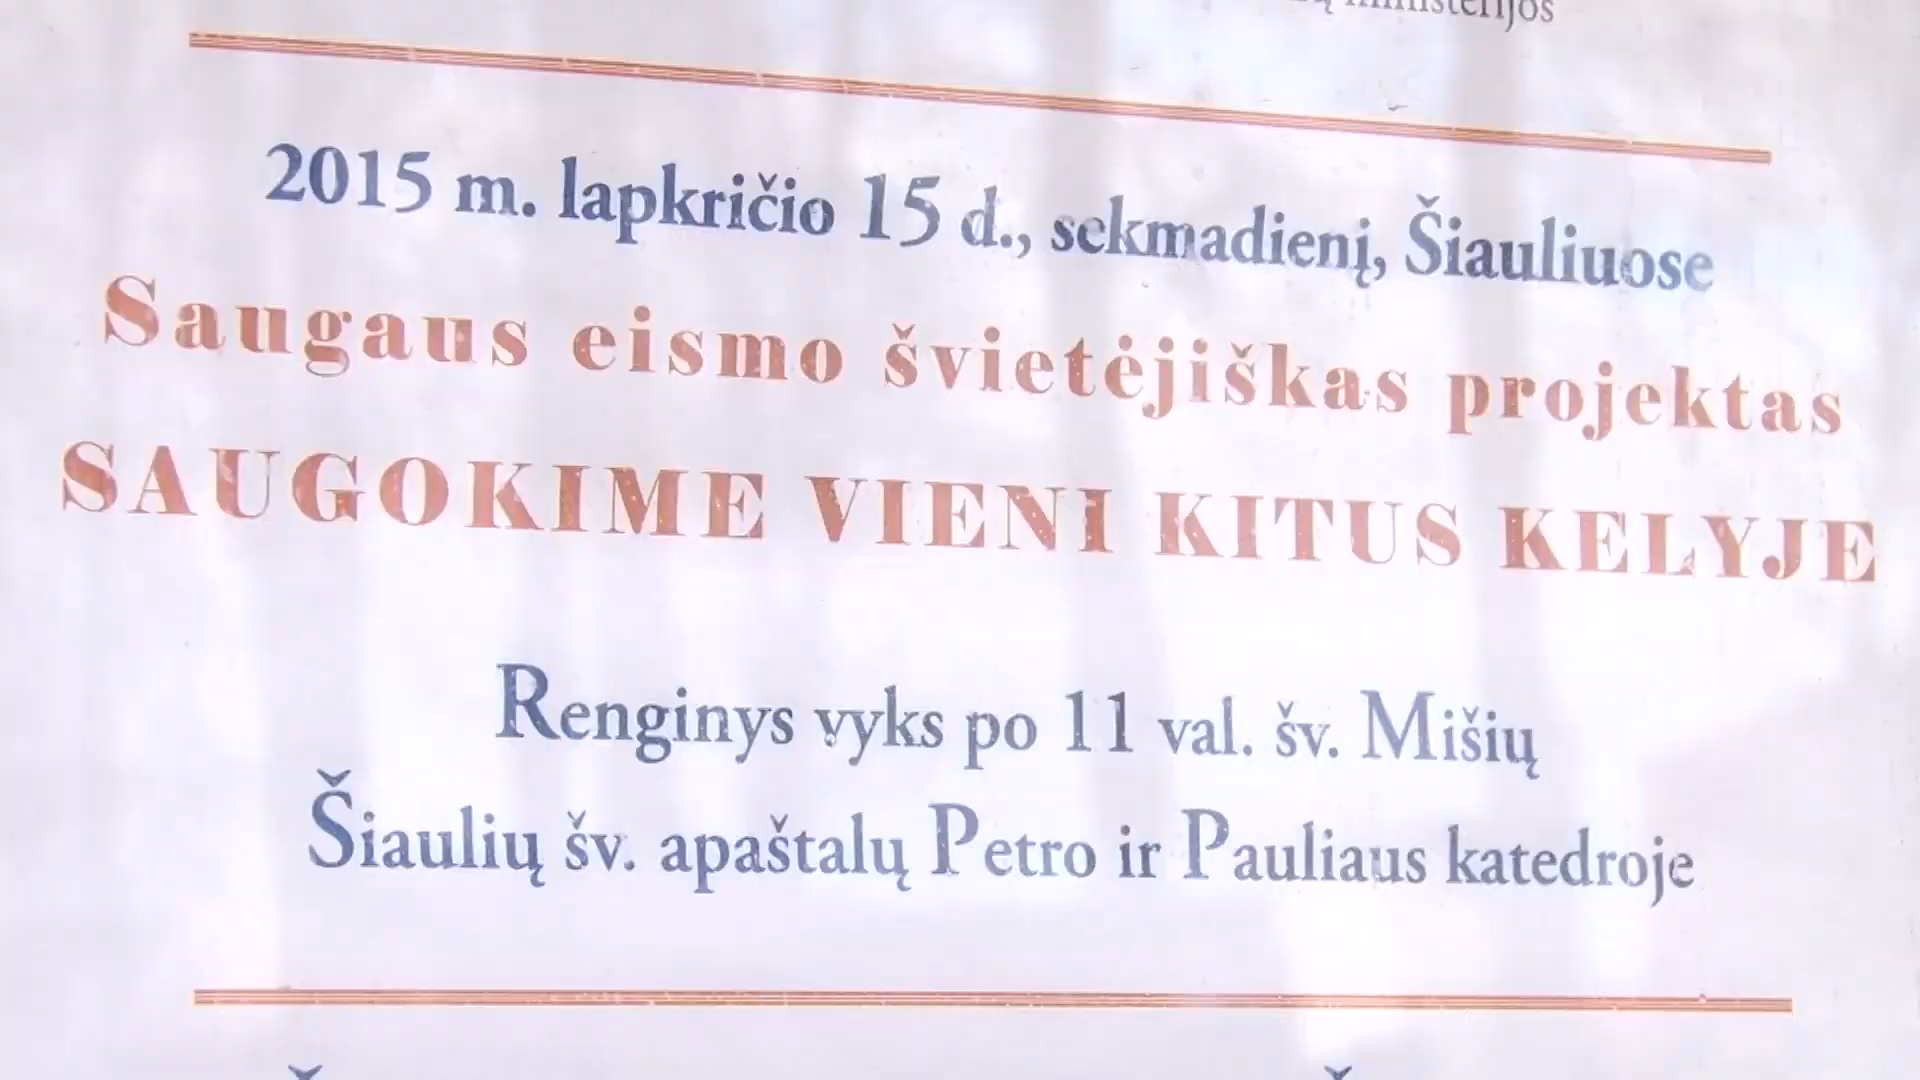 ministerijos
2015 m. lapkričio 15 d., sekmadienį, Šiauliuose
Saugaus eismo švietėjiškas projektas
SAUGOKIME VIENI KITUS KELYJE
Renginys vyks po 11 val. šv. Mišių
Šiaulių šv. apaštalų Petro ir Pauliaus katedroje